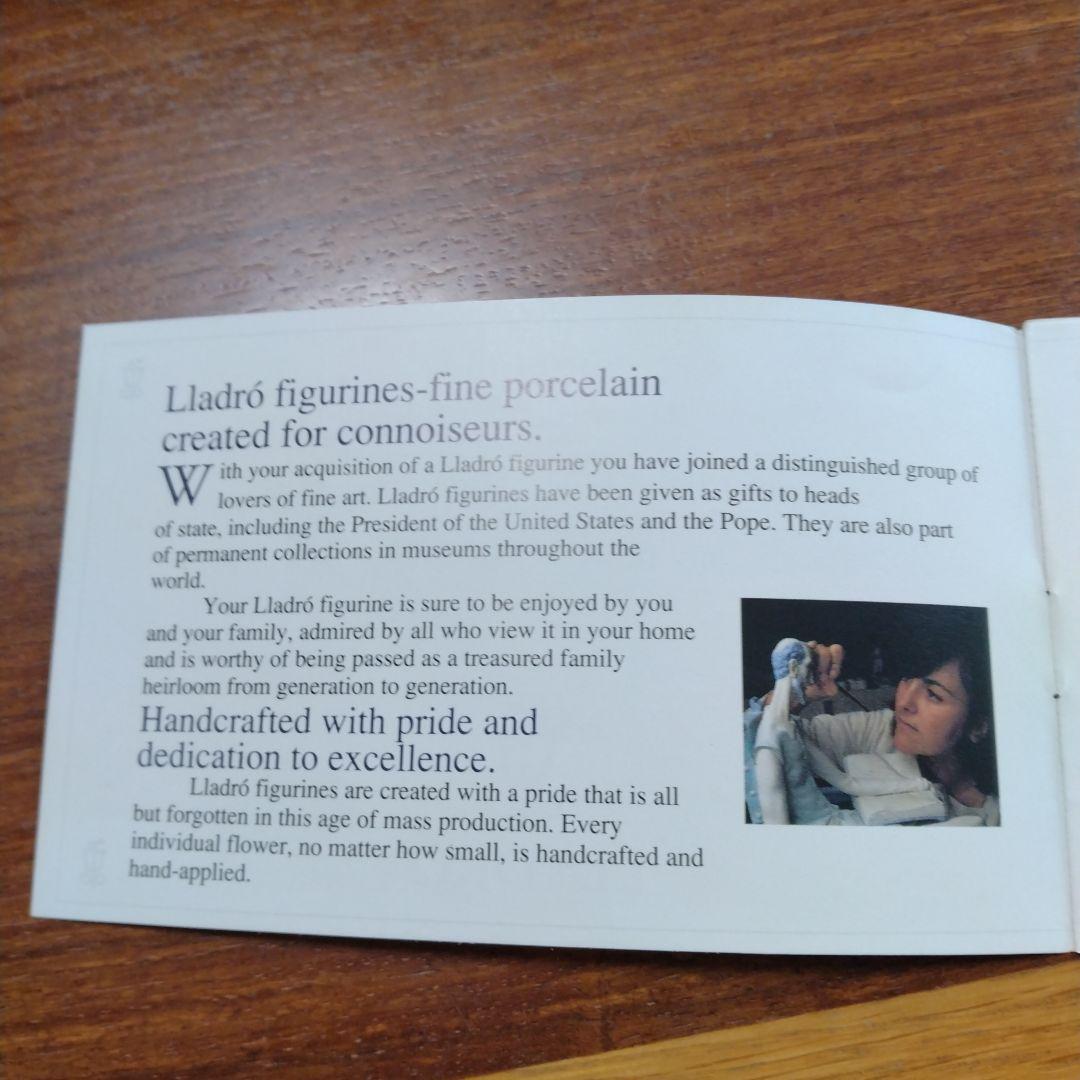 Lladró figurines-fine porcelain
created for connoiseurs.
With your acquisition of a Lladró figurine you have joined a distinguished group of
lovers of fine art. Lladró figurines have been given as gifts to heads
of state, including the President of the United States and the Pope. They are also part
of permanent collections in museums throughout the
world.
Your Lladró figurine is sure to be enjoyed by you
and your family, admired by all who view it in your home
and is worthy of being passed as a treasured family
heirloom from generation to generation.
Handcrafted with pride and
dedication to excellence.
Lladró figurines are created with a pride that is all
but forgotten in this age of mass production. Every
individual flower, no matter how small, is handcrafted and
hand-applied.